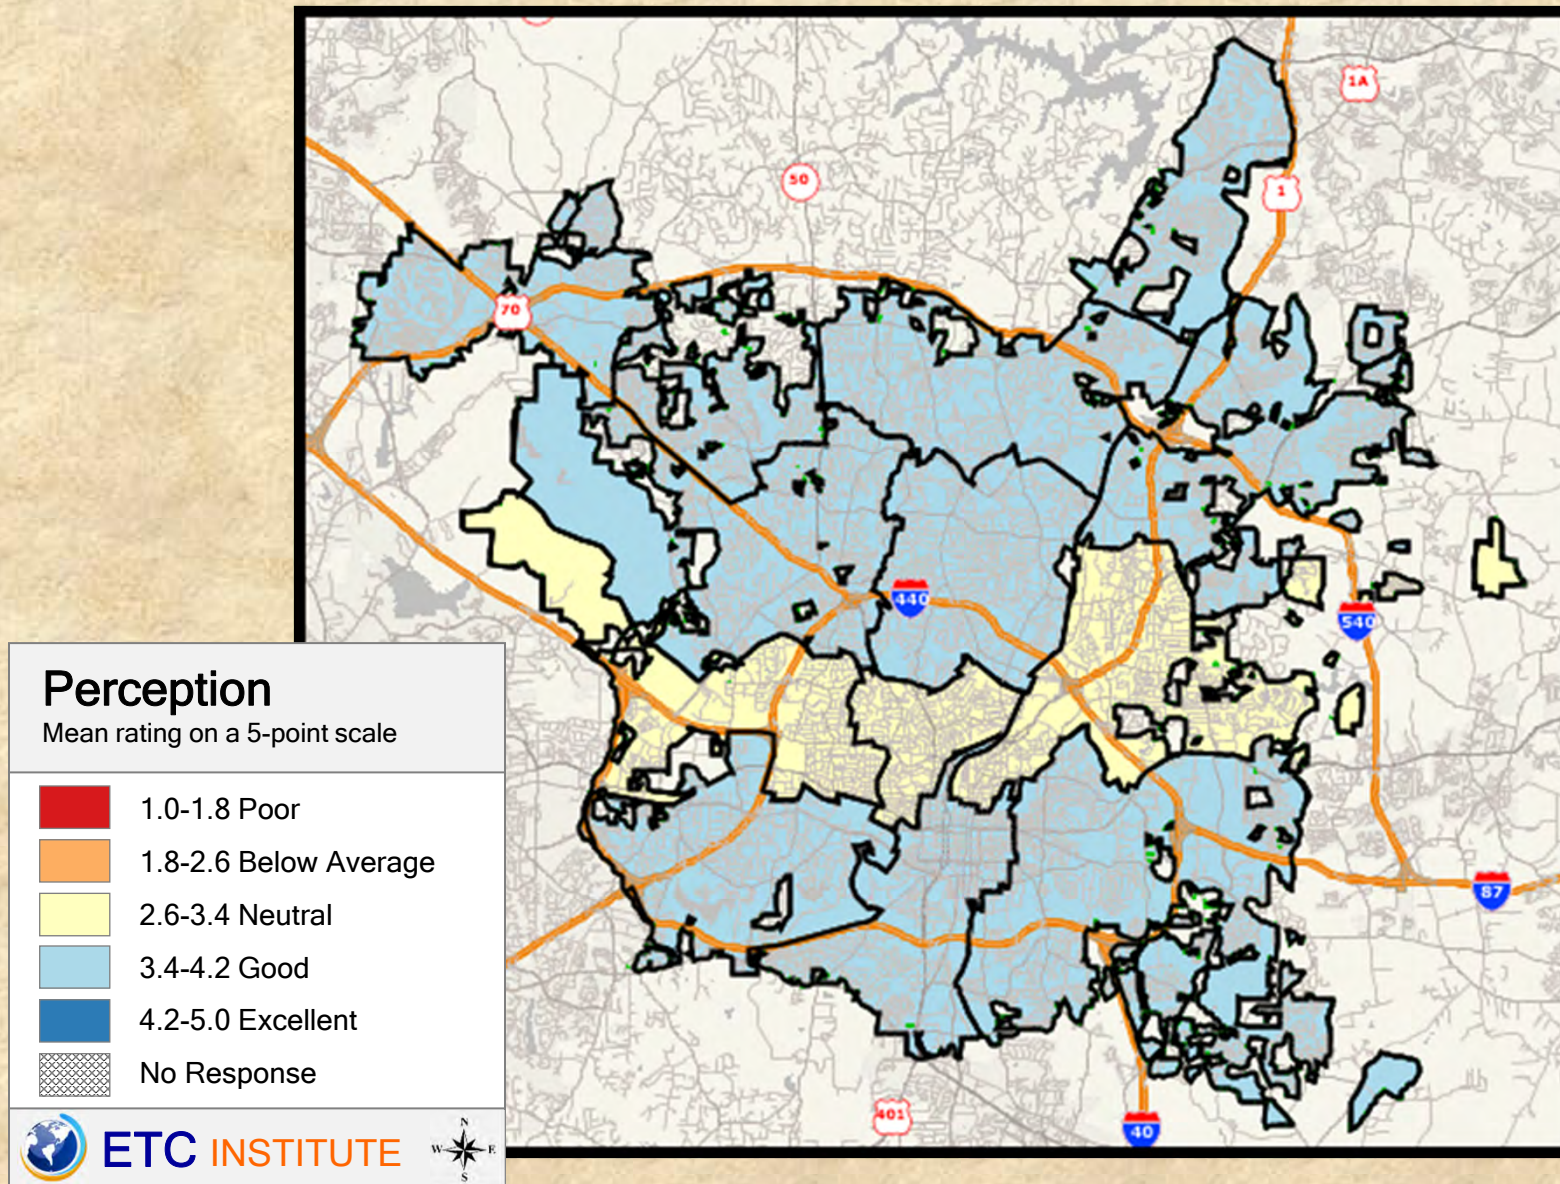 1A
50
1
70
440
540
87
401
40
Perception
Mean rating on a 5-point scale
1.0-1.8 Poor
1.8-2.6 Below Average
2.6-3.4 Neutral
3.4-4.2 Good
4.2-5.0 Excellent
No Response
ETC INSTITUTE
N
W E
S